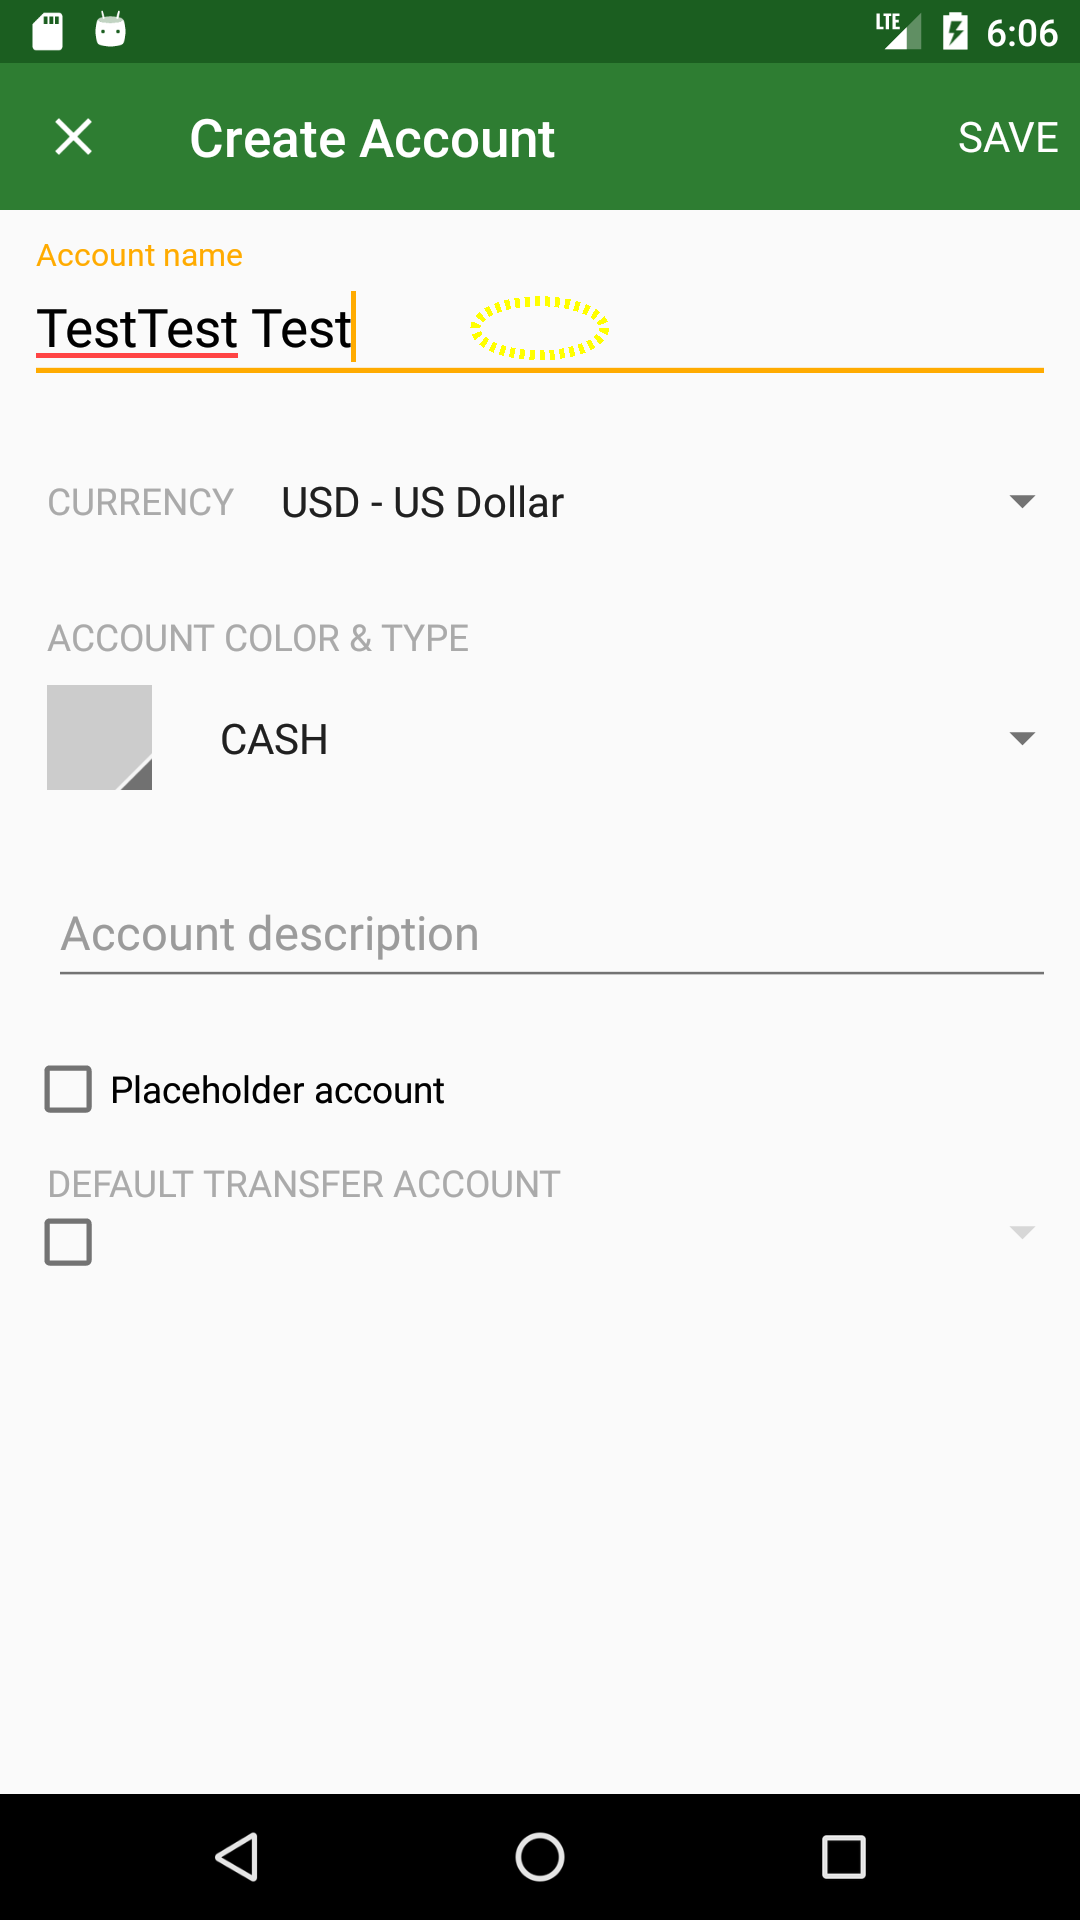 LTE 6:06
Create Account SAVE
Account name
TestTest Test
CURRENCY USD - US Dollar
ACCOUNT COLOR & TYPE
CASH
Account description
Placeholder account
DEFAULT TRANSFER ACCOUNT